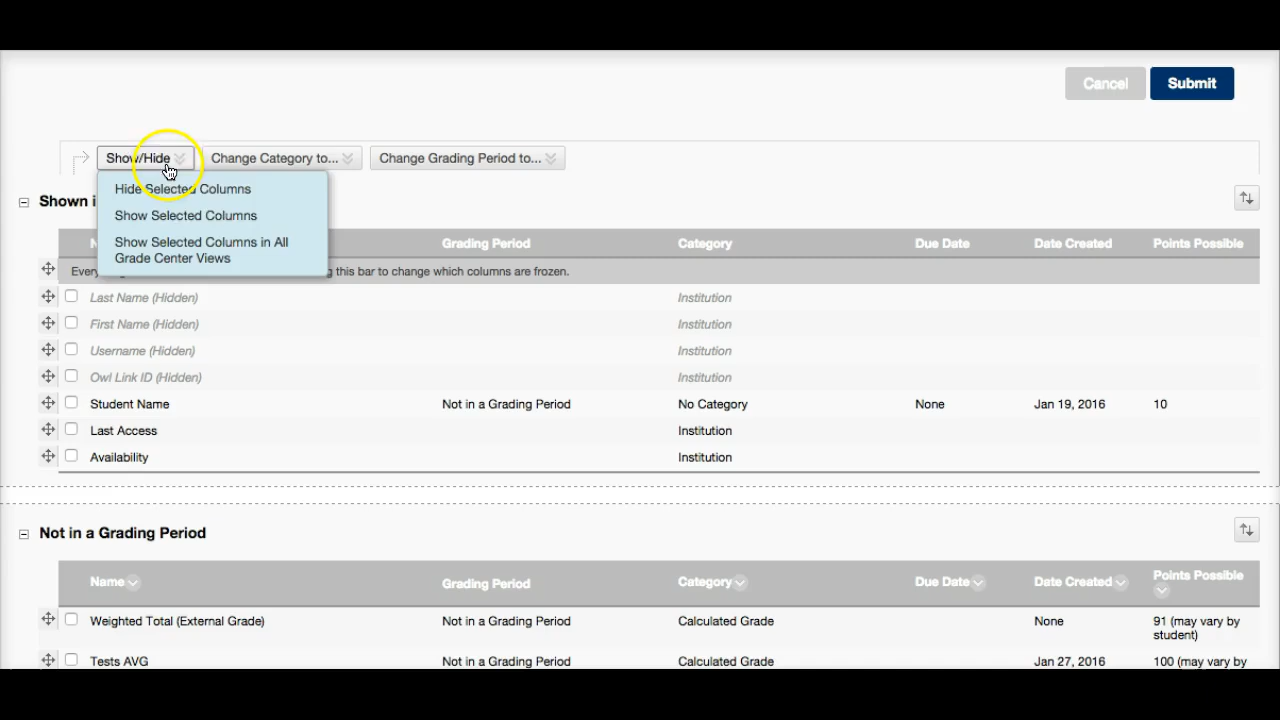 Cancel Submit
Show/Hide Change Category to... Change Grading Period to...
Hide Selected Columns
Show Selected Columns
Show Selected Columns in All
Grade Center Views
Shown i
N Grading Period Category Due Date Date Created Points Possible
Every this bar to change which columns are frozen.
Last Name (Hidden) Institution
First Name (Hidden) Institution
Username (Hidden) Institution
Owl Link ID (Hidden) Institution
Student Name Not in a Grading Period No Category None Jan 19, 2016 10
Last Access Institution
Availability Institution
Not in a Grading Period
Name Grading Period Category Due Date Date Created Points Possible
Weighted Total (External Grade) Not in a Grading Period Calculated Grade None 91 (may vary by
student)
Tests AVG Not in a Grading Period Calculated Grade Jan 27, 2016 100 (may vary by